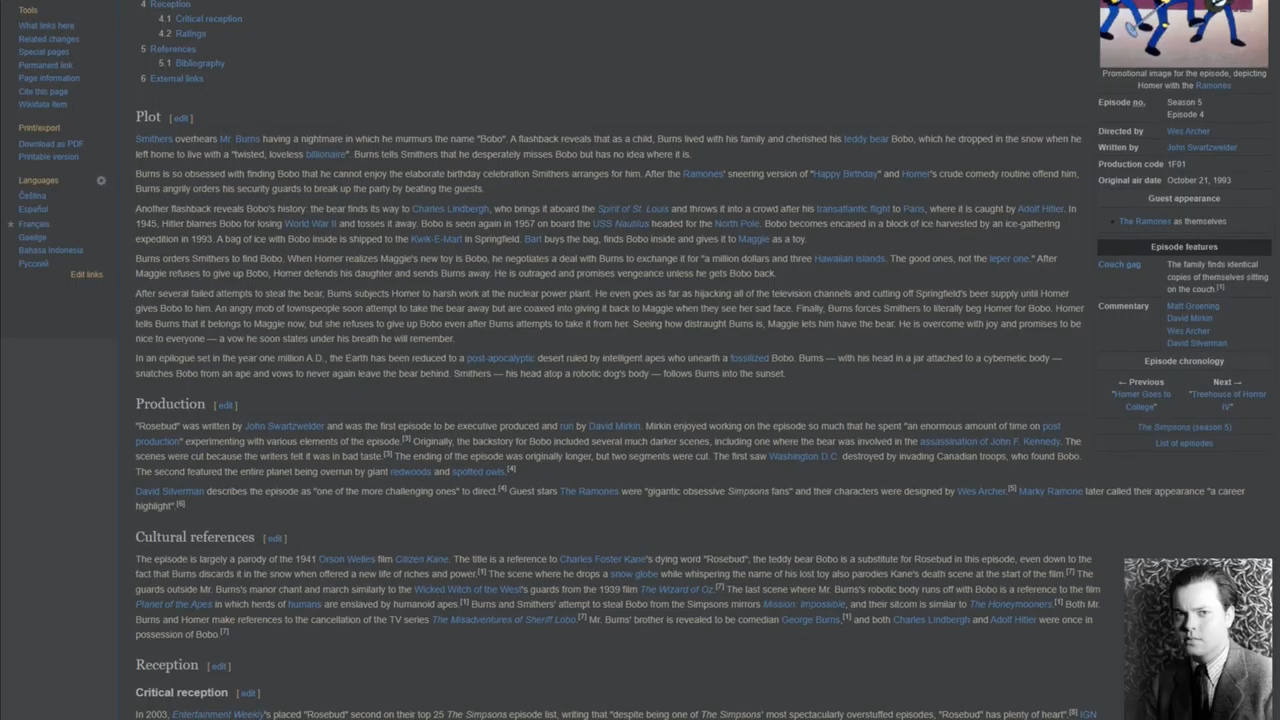 Tools
What links here
Related changes
Special pages
Permanent link
Page information
Cite this page
Wikidata item
Print/export
Download as PDF
Printable version
Languages
Čeština
Español
Français
Gaeilge
Bahasa Indonesia
Русский
Edit links
4 Reception
4.1 Critical reception
4.2 Ratings
5 References
5.1 Bibliography
6 External links
Plot [ edit ]
Smithers overhears Mr. Burns having a nightmare in which he murmurs the name "Bobo". A flashback reveals that as a child, Burns lived with his family and cherished his teddy bear Bobo, which he dropped in the snow when he
left home to live with a "twisted, loveless billionaire". Burns tells Smithers that he desperately misses Bobo but has no idea where it is.
Burns is so obsessed with finding Bobo that he cannot enjoy the elaborate birthday celebration Smithers arranges for him. After the Ramones' sneering version of "Happy Birthday" and Homer's crude comedy routine offend him,
Burns angrily orders his security guards to break up the party by beating the guests.
Another flashback reveals Bobo's history: the bear finds its way to Charles Lindbergh, who brings it aboard the Spirit of St. Louis and throws it into a crowd after his transatlantic flight to Paris, where it is caught by Adolf Hitler. In
1945, Hitler blames Bobo for losing World War II and tosses it away. Bobo is seen again in 1957 on board the USS Nautilus headed for the North Pole. Bobo becomes encased in a block of ice harvested by an ice-gathering
expedition in 1993. A bag of ice with Bobo inside is shipped to the Kwik-E-Mart in Springfield. Bart buys the bag, finds Bobo inside and gives it to Maggie as a toy.
Burns orders Smithers to find Bobo. When Homer realizes Maggie's new toy is Bobo, he negotiates a deal with Burns to exchange it for "a million dollars and three Hawaiian islands. The good ones, not the leper one." After
Maggie refuses to give up Bobo, Homer defends his daughter and sends Burns away. He is outraged and promises vengeance unless he gets Bobo back.
After several failed attempts to steal the bear, Burns subjects Homer to harsh work at the nuclear power plant. He even goes as far as hijacking all of the television channels and cutting off Springfield's beer supply until Homer
gives Bobo to him. An angry mob of townspeople soon attempt to take the bear away but are coaxed into giving it back to Maggie when they see her sad face. Finally, Burns forces Smithers to literally beg Homer for Bobo. Homer
tells Burns that it belongs to Maggie now, but she refuses to give up Bobo even after Burns attempts to take it from her. Seeing how distraught Burns is, Maggie lets him have the bear. He is overcome with joy and promises to be
nice to everyone — a vow he soon states under his breath he will remember.
In an epilogue set in the year one million A.D., the Earth has been reduced to a post-apocalyptic desert ruled by intelligent apes who unearth a fossilized Bobo. Burns — with his head in a jar attached to a cybernetic body —
snatches Bobo from an ape and vows to never again leave the bear behind. Smithers — his head atop a robotic dog's body — follows Burns into the sunset.
Production [ edit ]
"Rosebud" was written by John Swartzwelder and was the first episode to be executive produced and run by David Mirkin. Mirkin enjoyed working on the episode so much that he spent "an enormous amount of time on post
production" experimenting with various elements of the episode.[3] Originally, the backstory for Bobo included several much darker scenes, including one where the bear was involved in the assassination of John F. Kennedy. The
scenes were cut because the writers felt it was in bad taste.[3] The ending of the episode was originally longer, but two segments were cut. The first saw Washington D.C. destroyed by invading Canadian troops, who found Bobo.
The second featured the entire planet being overrun by giant redwoods and spotted owls.[4]
David Silverman describes the episode as "one of the more challenging ones" to direct.[4] Guest stars The Ramones were "gigantic obsessive Simpsons fans" and their characters were designed by Wes Archer.[5] Marky Ramone later called their appearance "a career
highlight".[6]
Cultural references [ edit ]
The episode is largely a parody of the 1941 Orson Welles film Citizen Kane. The title is a reference to Charles Foster Kane's dying word "Rosebud"; the teddy bear Bobo is a substitute for Rosebud in this episode, even down to the
fact that Burns discards it in the snow when offered a new life of riches and power.[1] The scene where he drops a snow globe while whispering the name of his lost toy also parodies Kane's death scene at the start of the film.[7] The
guards outside Mr. Burns's manor chant and march similarly to the Wicked Witch of the West's guards from the 1939 film The Wizard of Oz.[7] The last scene where Mr. Burns's robotic body runs off with Bobo is a reference to the film
Planet of the Apes in which herds of humans are enslaved by humanoid apes.[1] Burns and Smithers' attempt to steal Bobo from the Simpsons mirrors Mission: Impossible, and their sitcom is similar to The Honeymooners.[1] Both Mr.
Burns and Homer make references to the cancellation of the TV series The Misadventures of Sheriff Lobo.[7] Mr. Burns' brother is revealed to be comedian George Burns,[1] and both Charles Lindbergh and Adolf Hitler were once in
possession of Bobo.[7]
Reception [ edit ]
Critical reception [ edit ]
In 2003, Entertainment Weekly's placed "Rosebud" second on their top 25 The Simpsons episode list, writing that "despite being one of The Simpsons' most spectacularly overstuffed episodes, "Rosebud" has plenty of heart".[8] IGN
Promotional image for the episode, depicting
Homer with the Ramones
Episode no. Season 5
Episode 4
Directed by Wes Archer
Written by John Swartzwelder
Production code 1F01
Original air date October 21, 1993
Guest appearance
The Ramones as themselves
Episode features
Couch gag The family finds identical
copies of themselves sitting
on the couch.[1]
Commentary Matt Groening
David Mirkin
Wes Archer
David Silverman
Episode chronology
← Previous Next →
"Homer Goes to "Treehouse of Horror
College" IV"
The Simpsons (season 5)
List of episodes